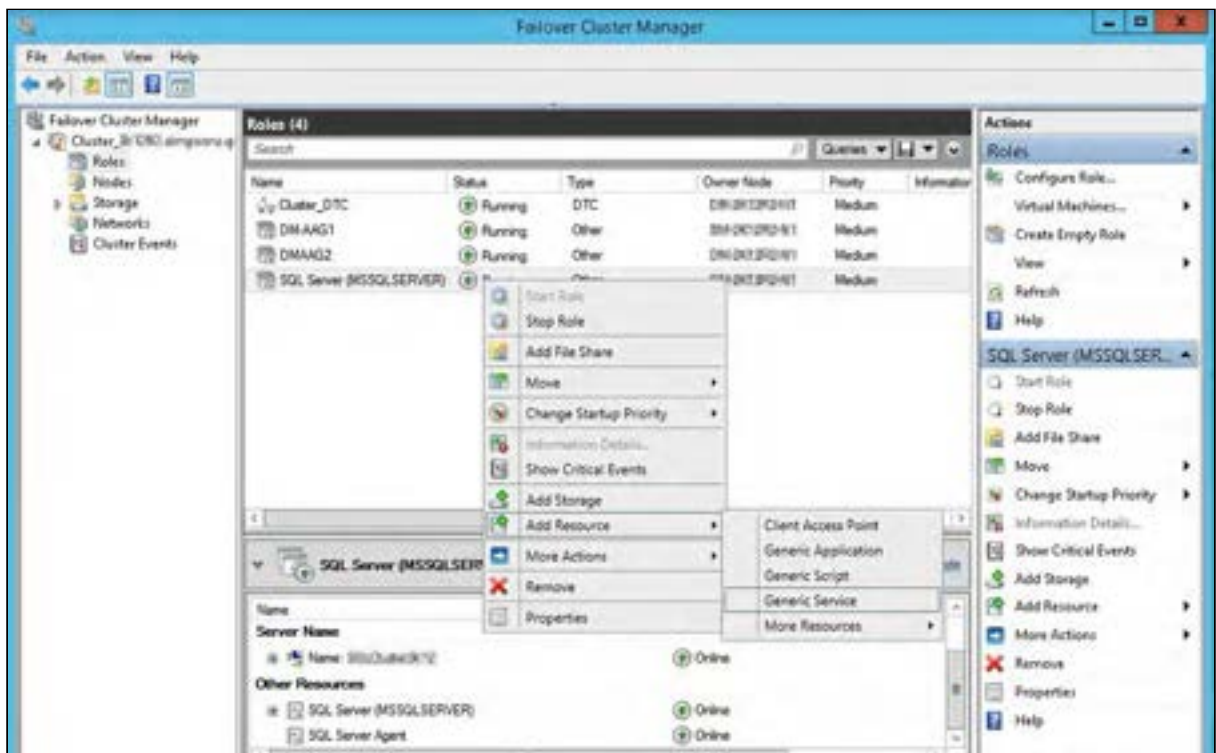 Failover Cluster Manager
File Action View Help
Failover Cluster Manager
Roles
Nodes
Storage
Networks
Cluster Events
Roles (4)
Search
Queries
Name Status Type Owner Node Priority Information
Cluster_DTC Running DTC Medium
DM-AAG1 Running Other Medium
DMAAG2 Running Other Medium
SQL Server (MSSQLSERVER) Medium
Start Role
Stop Role
Add File Share
Move
Change Startup Priority
Information Details...
Show Critical Events
Add Storage
Add Resource
More Actions
Remove
Properties
Client Access Point
Generic Application
Generic Script
Generic Service
More Resources
SQL Server (MSSQLSER
Name
Server Name
Name:
Online
Other Resources
SQL Server (MSSQLSERVER) Online
SQL Server Agent Online
Actions
Roles
Configure Role...
Virtual Machines...
Create Empty Role
View
Refresh
Help
SQL Server (MSSQLSER...
Start Role
Stop Role
Add File Share
Move
Change Startup Priority
Information Details...
Show Critical Events
Add Storage
Add Resource
More Actions
Remove
Properties
Help